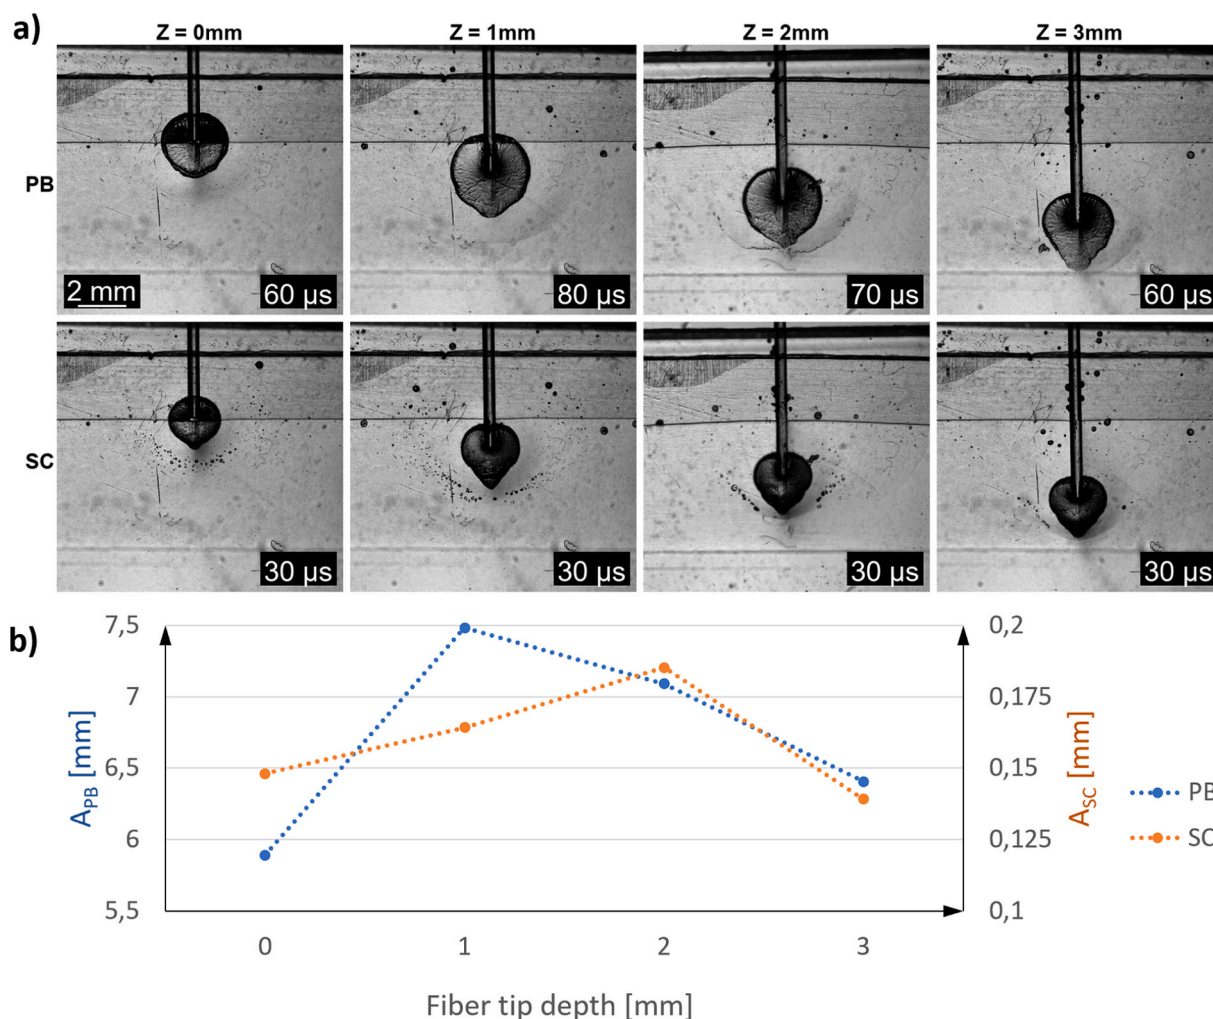 a)
Z = 0mm
Z = 1mm
Z = 2mm
Z = 3mm
PB
2 mm
60 µs
80 µs
70 µs
60 µs
SC
30 µs
30 µs
30 µs
30 µs
b)
7,5
7
6,5
6
5,5
A_PB [mm]
0,2
0,175
0,15
0,125
0,1
A_SC [mm]
PB
SC
0
1
2
3
Fiber tip depth [mm]